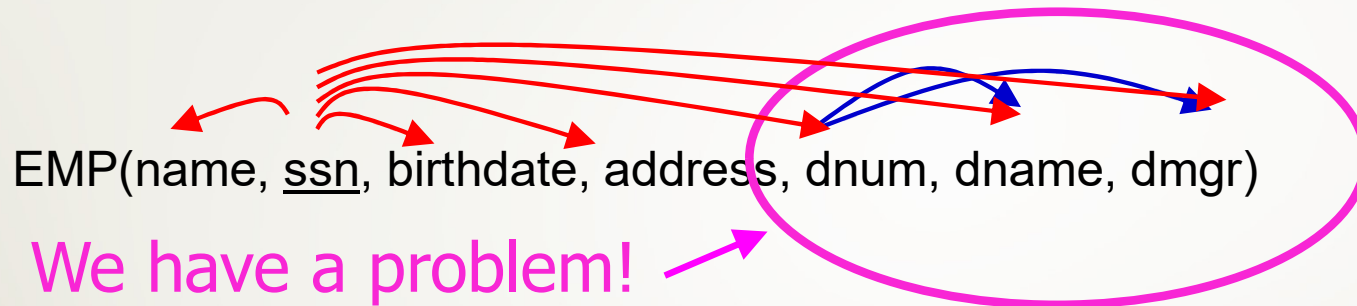 EMP(name, ssn, birthdate, address, dnum, dname, dmgr)
We have a problem!